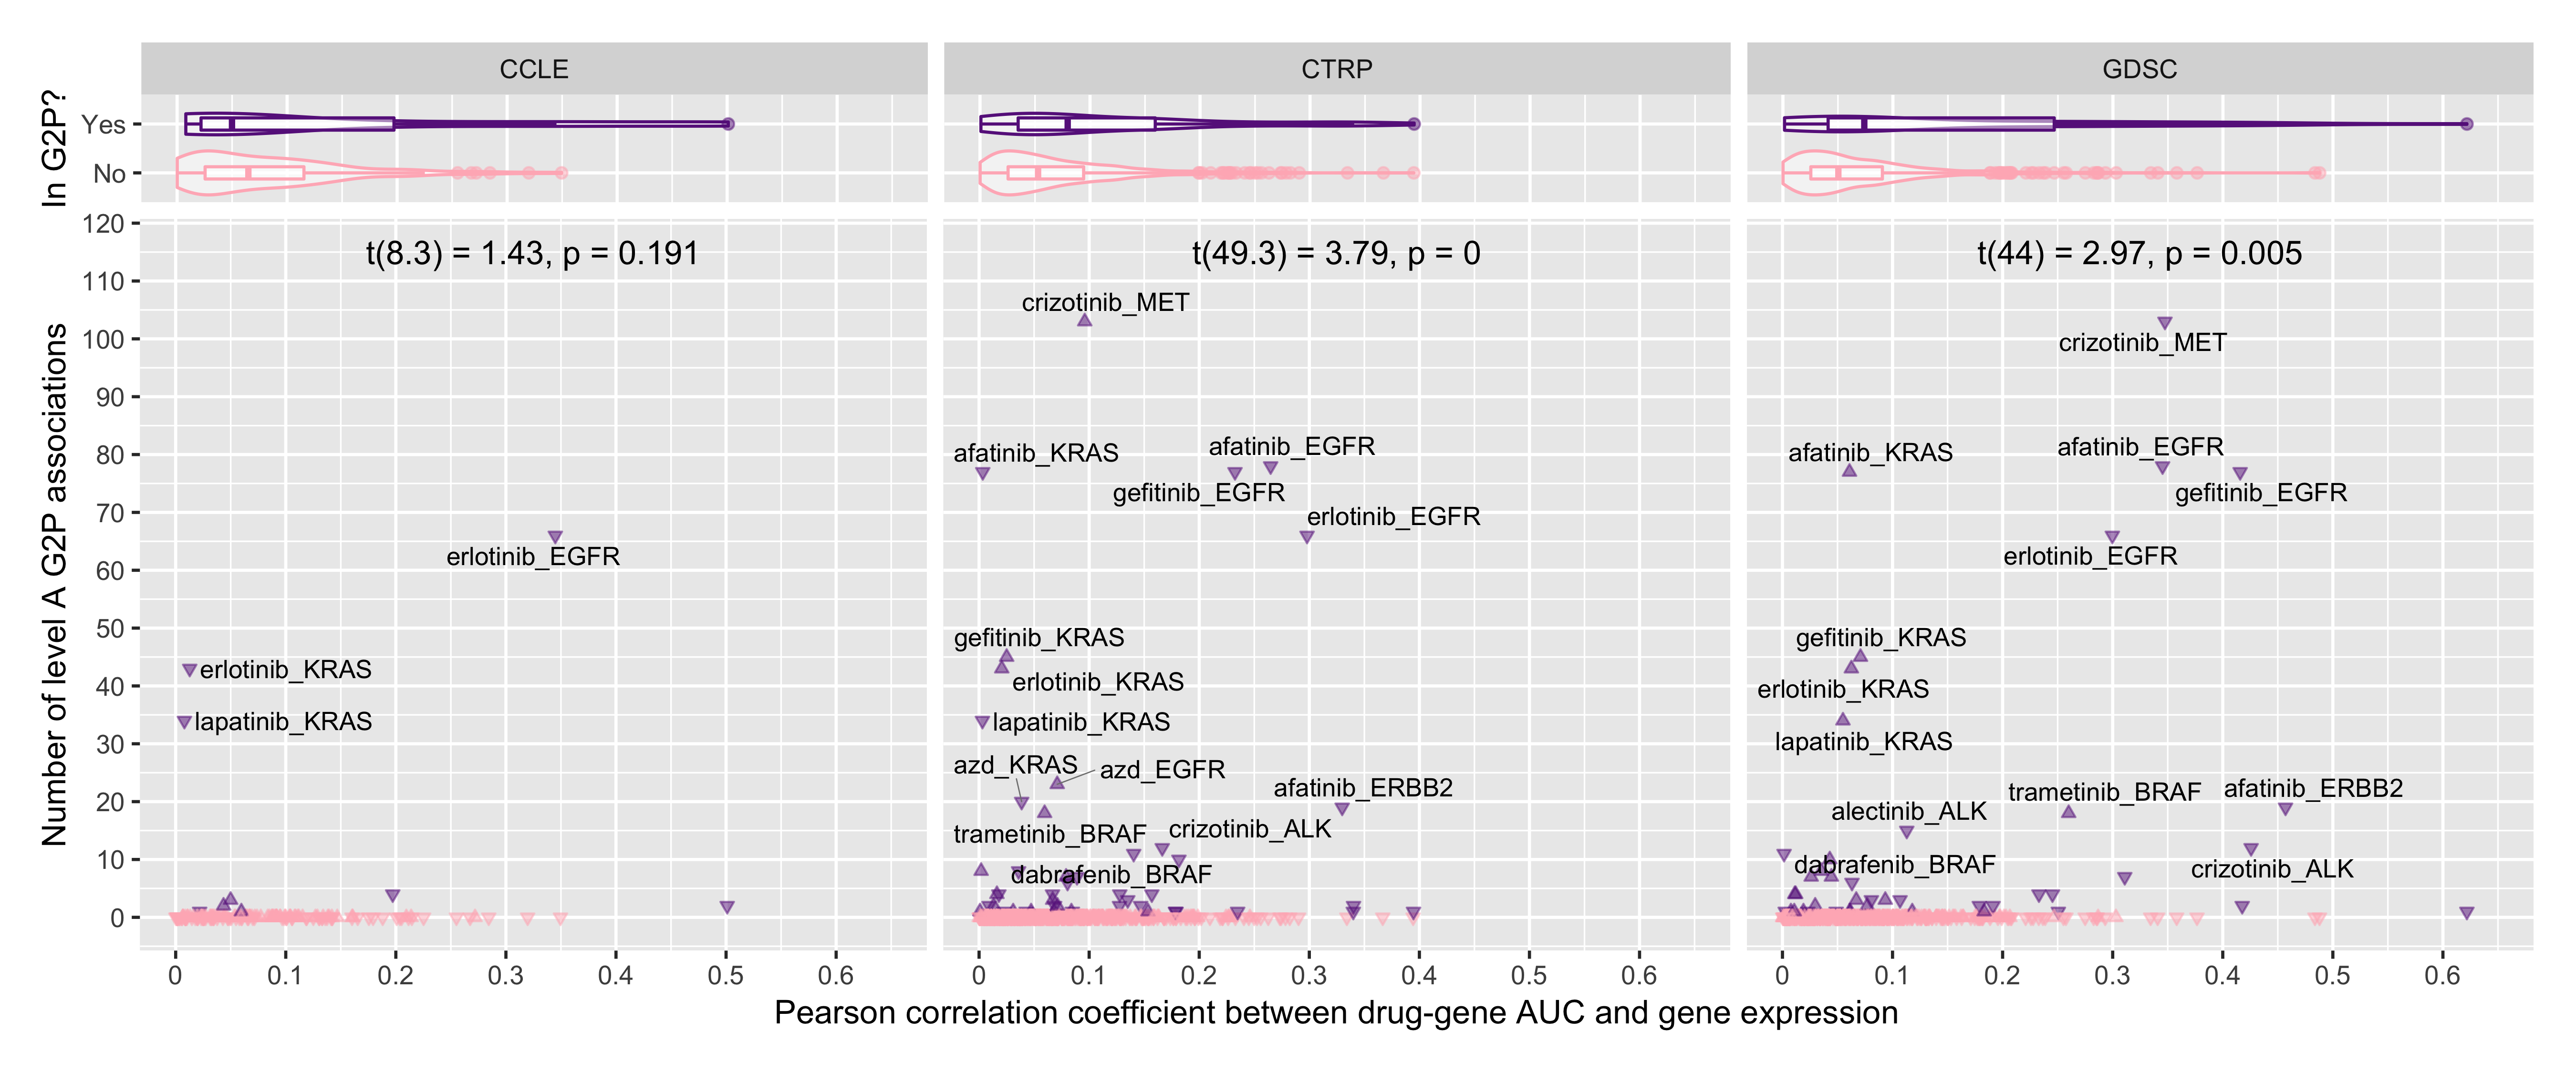 CCLE
CTRP
GDSC
In G2P?
Yes
No
Number of level A G2P associations
120
110
100
90
80
70
60
50
40
30
20
10
0
t(8.3) = 1.43, p = 0.191
erlotinib_EGFR
erlotinib_KRAS
lapatinib_KRAS
t(49.3) = 3.79, p = 0
crizotinib_MET
afatinib_KRAS
afatinib_EGFR
gefitinib_EGFR
erlotinib_EGFR
gefitinib_KRAS
erlotinib_KRAS
lapatinib_KRAS
azd_KRAS
azd_EGFR
afatinib_ERBB2
trametinib_BRAF
crizotinib_ALK
dabrafenib_BRAF
t(44) = 2.97, p = 0.005
crizotinib_MET
afatinib_KRAS
afatinib_EGFR
gefitinib_EGFR
erlotinib_EGFR
gefitinib_KRAS
erlotinib_KRAS
lapatinib_KRAS
trametinib_BRAF
afatinib_ERBB2
alectinib_ALK
dabrafenib_BRAF
crizotinib_ALK
0 0.1 0.2 0.3 0.4 0.5 0.6
0 0.1 0.2 0.3 0.4 0.5 0.6
0 0.1 0.2 0.3 0.4 0.5 0.6
Pearson correlation coefficient between drug-gene AUC and gene expression